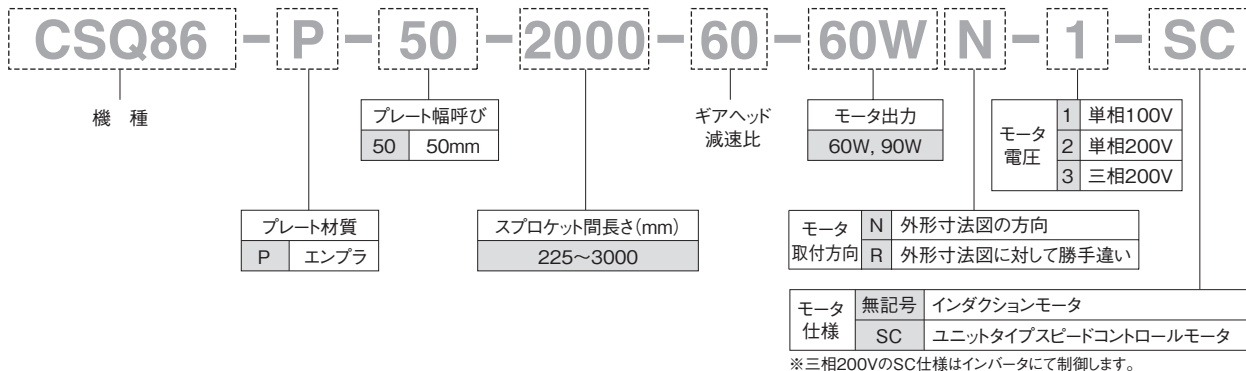 CSQ86-P-50-2000-60-60WN-1-SC
機 種
プレート幅呼び
50 50mm
ギアヘッド
減速比
モータ出力
60W, 90W
モータ
電圧
1 単相100V
2 単相200V
3 三相200V
プレート材質
P エンプラ
スプロケット間長さ(mm)
225~3000
モータ
取付方向
N 外形寸法図の方向
R 外形寸法図に対して勝手違い
モータ
仕様
無記号 インダクションモータ
SC ユニットタイプスピードコントロールモータ
※三相200VのSC仕様はインバータにて制御します。